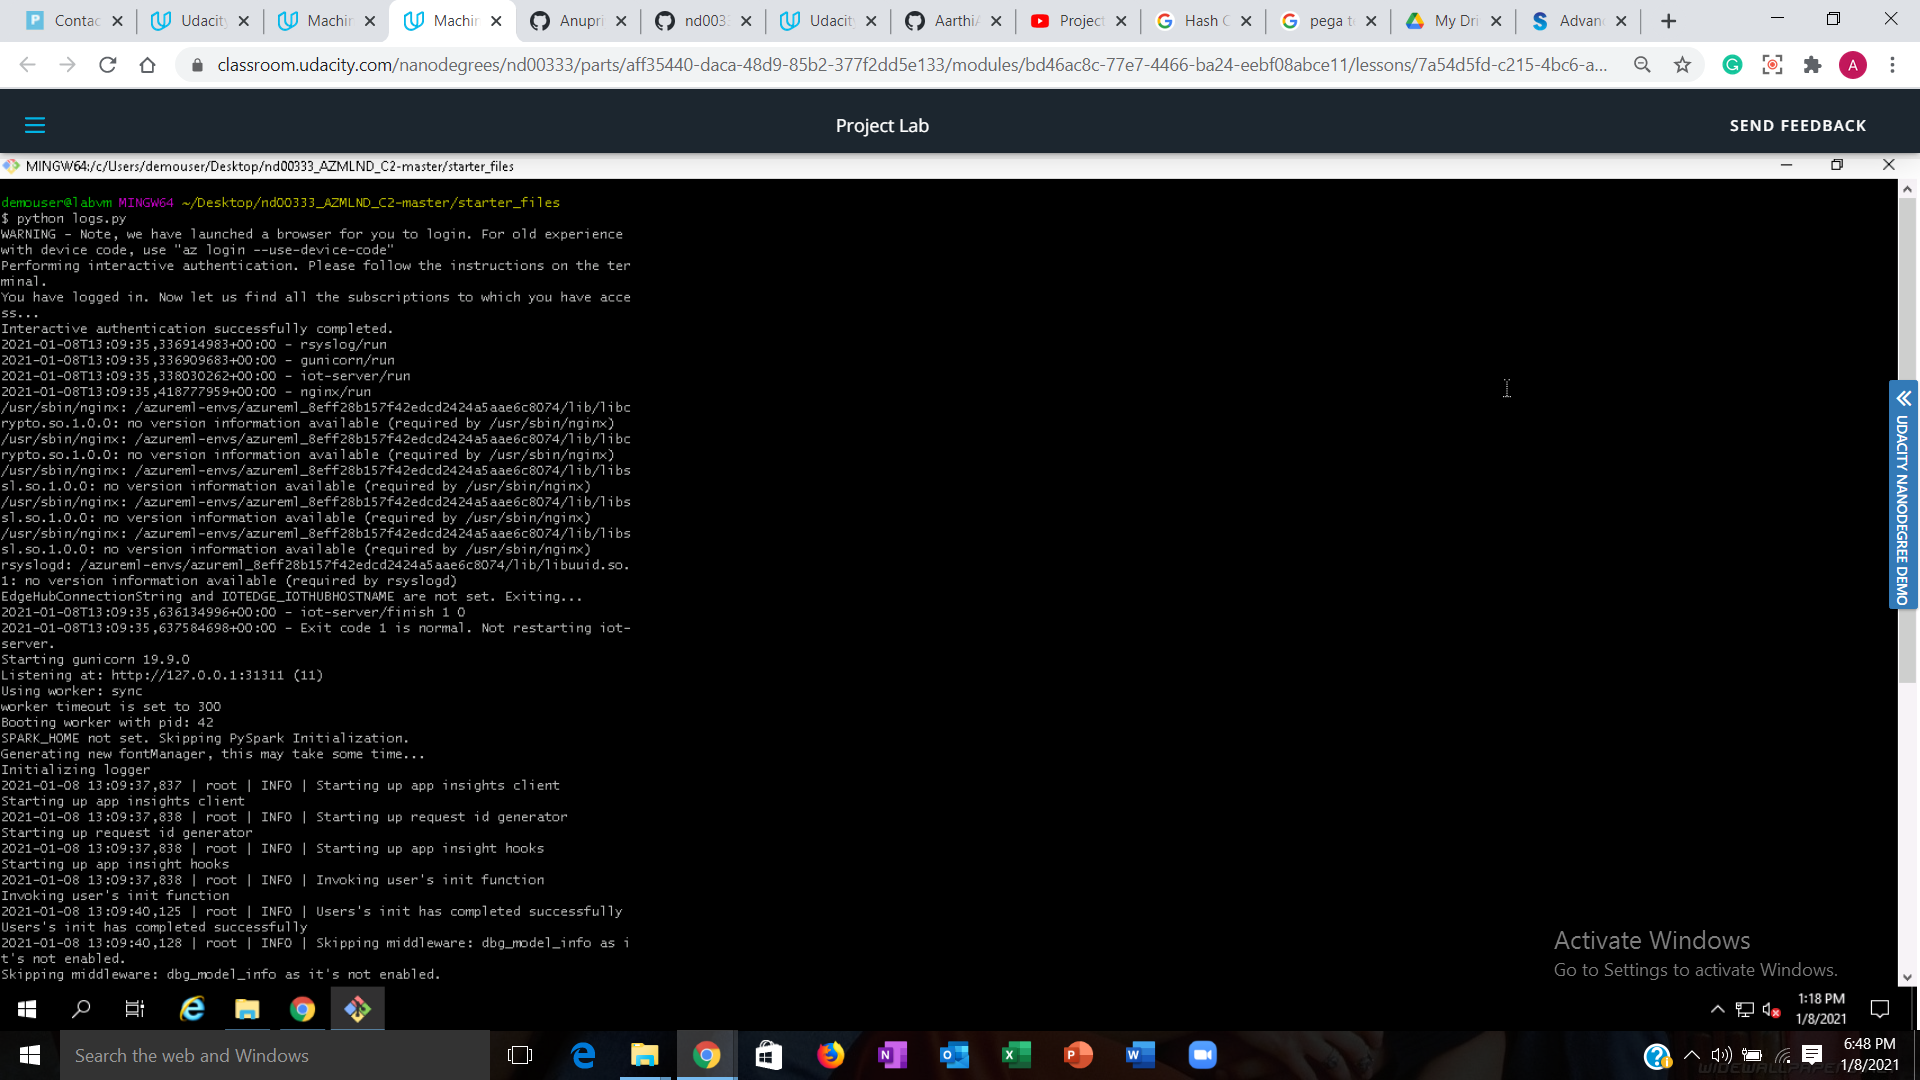 Contac
Udacity
Machin
Machin
Anupri
nd0033
Udacity
Aarthi
Project
Hash
pega t
My Dri
Advan
classroom.udacity.com/nanodegrees/nd00333/parts/aff35440-daca-48d9-85b2-377f2dd5e133/modules/bd46ac8c-77e7-4466-ba24-eebf08abce11/lessons/7a54d5fd-c215-4bc6-a...
A
Project Lab
SEND FEEDBACK
MINGW64:/c/Users/demouser/Desktop/nd00333_AZMLND_C2-master/starter_files
demouser@labvm MINGW64 ~/Desktop/nd00333_AZMLND_C2-master/starter_files
$ python logs.py
WARNING - Note, we have launched a browser for you to login. For old experience
with device code, use "az login --use-device-code"
Performing interactive authentication. Please follow the instructions on the ter
minal.
You have logged in. Now let us find all the subscriptions to which you have acce
ss...
Interactive authentication successfully completed.
2021-01-08T13:09:35,336914983+00:00 - rsyslog/run
2021-01-08T13:09:35,336909683+00:00 - gunicorn/run
2021-01-08T13:09:35,338030262+00:00 - iot-server/run
2021-01-08T13:09:35,418777959+00:00 - nginx/run
/usr/sbin/nginx: /azureml-envs/azureml_8eff28b157f42edcd2424a5aae6c8074/lib/libc
rypto.so.1.0.0: no version information available (required by /usr/sbin/nginx)
/usr/sbin/nginx: /azureml-envs/azureml_8eff28b157f42edcd2424a5aae6c8074/lib/libc
rypto.so.1.0.0: no version information available (required by /usr/sbin/nginx)
/usr/sbin/nginx: /azureml-envs/azureml_8eff28b157f42edcd2424a5aae6c8074/lib/libs
sl.so.1.0.0: no version information available (required by /usr/sbin/nginx)
/usr/sbin/nginx: /azureml-envs/azureml_8eff28b157f42edcd2424a5aae6c8074/lib/libs
sl.so.1.0.0: no version information available (required by /usr/sbin/nginx)
/usr/sbin/nginx: /azureml-envs/azureml_8eff28b157f42edcd2424a5aae6c8074/lib/libs
sl.so.1.0.0: no version information available (required by /usr/sbin/nginx)
rsyslogd: /azureml-envs/azureml_8eff28b157f42edcd2424a5aae6c8074/lib/libuuid.so.
1: no version information available (required by rsyslogd)
EdgeHubConnectionString and IOTEDGE_IOTHUBHOSTNAME are not set. Exiting...
2021-01-08T13:09:35,636134996+00:00 - iot-server/finish 1 0
2021-01-08T13:09:35,637584698+00:00 - Exit code 1 is normal. Not restarting iot-
server.
Starting gunicorn 19.9.0
Listening at: http://127.0.0.1:31311 (11)
Using worker: sync
worker timeout is set to 300
Booting worker with pid: 42
SPARK_HOME not set. Skipping PySpark Initialization.
Generating new fontManager, this may take some time...
Initializing logger
2021-01-08 13:09:37,837 | root | INFO | Starting up app insights client
Starting up app insights client
2021-01-08 13:09:37,838 | root | INFO | Starting up request id generator
Starting up request id generator
2021-01-08 13:09:37,838 | root | INFO | Starting up app insight hooks
Starting up app insight hooks
2021-01-08 13:09:37,838 | root | INFO | Invoking user's init function
Invoking user's init function
2021-01-08 13:09:40,125 | root | INFO | Users's init has completed successfully
Users's init has completed successfully
2021-01-08 13:09:40,128 | root | INFO | Skipping middleware: dbg_model_info as i
t's not enabled.
Skipping middleware: dbg_model_info as it's not enabled.
UDACITY NANODEGREE DEMO
Activate Windows
Go to Settings to activate Windows.
1:18 PM
1/8/2021
Search the web and Windows
6:48 PM
1/8/2021